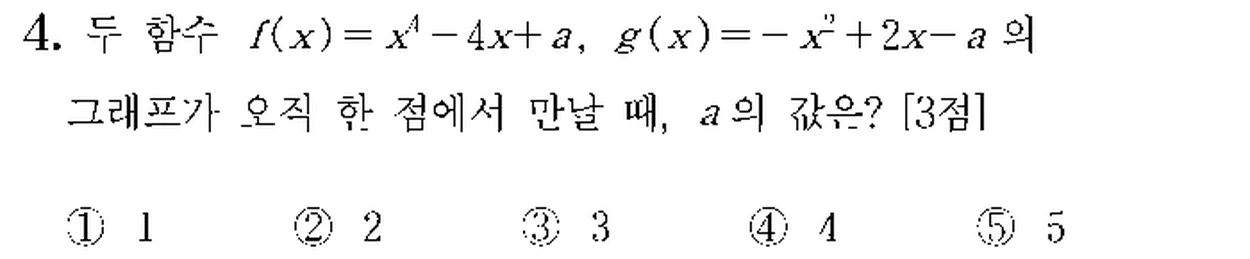 4. 두 함수 f(x)=x⁴-4x+a, g(x)=-x²+2x-a 의
그래프가 오직 한 점에서 만날 때, a의 값은? [3점]
① 1 ② 2 ③ 3 ④ 4 ⑤ 5